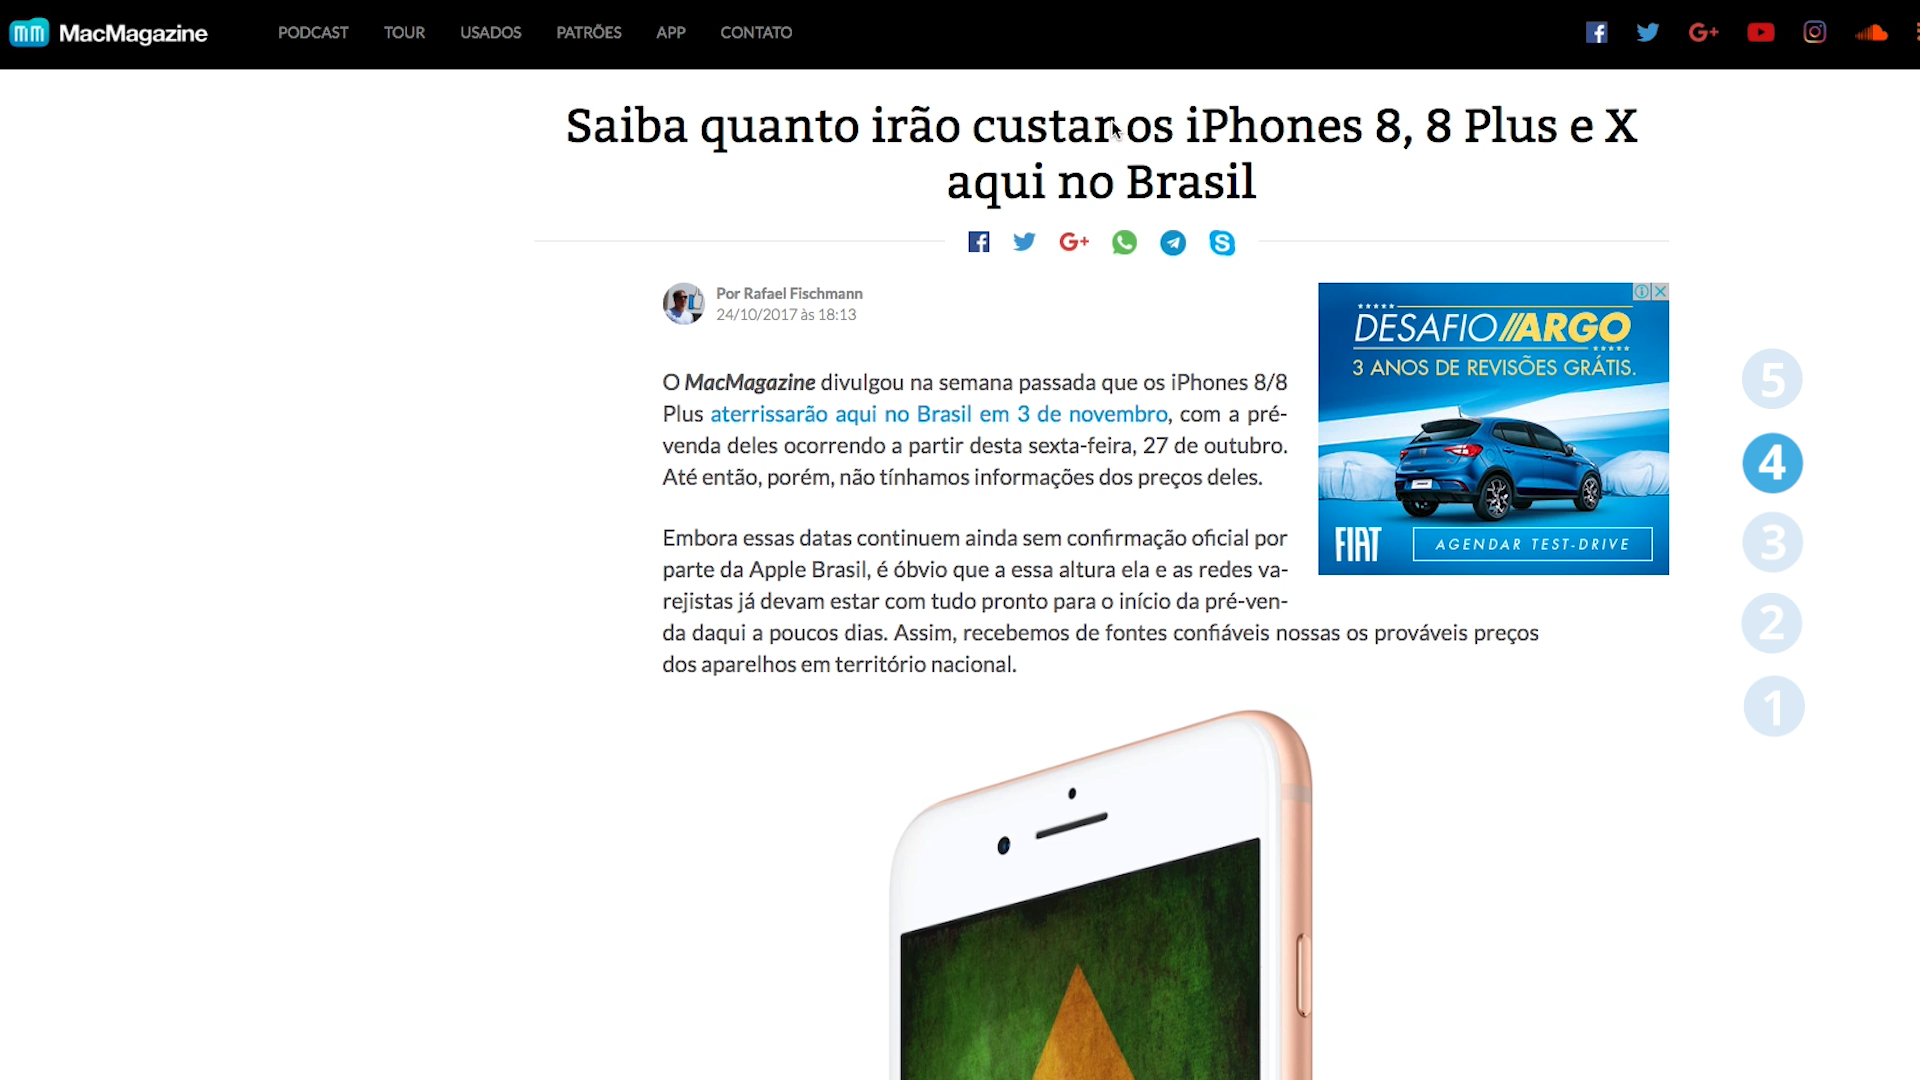 MacMagazine
PODCAST TOUR USADOS PATRÕES APP CONTATO
Saiba quanto irão custar os iPhones 8, 8 Plus e X
aqui no Brasil
Por Rafael Fischmann
24/10/2017 às 18:13
O MacMagazine divulgou na semana passada que os iPhones 8/8
Plus aterrissarão aqui no Brasil em 3 de novembro, com a pré-
venda deles ocorrendo a partir desta sexta-feira, 27 de outubro.
Até então, porém, não tínhamos informações dos preços deles.
Embora essas datas continuem ainda sem confirmação oficial por
parte da Apple Brasil, é óbvio que a essa altura ela e as redes va-
rejistas já devam estar com tudo pronto para o início da pré-ven-
da daqui a poucos dias. Assim, recebemos de fontes confiáveis nossas os prováveis preços
dos aparelhos em território nacional.
DESAFIO//ARGO
3 ANOS DE REVISÕES GRÁTIS.
FIAT
AGENDAR TEST-DRIVE
5
4
3
2
1